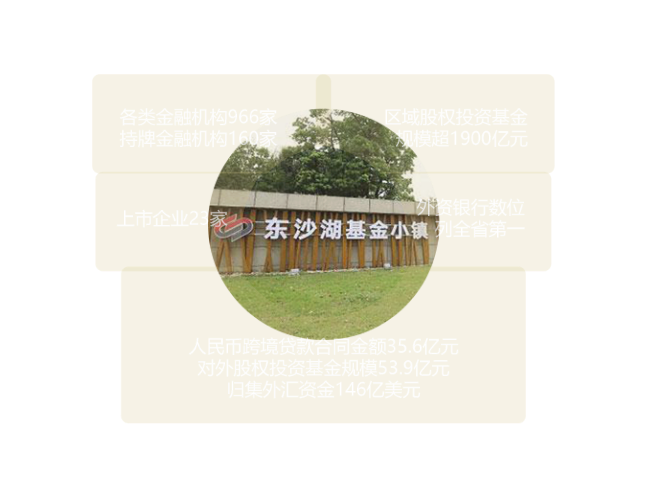 各类金融机构966家
持牌金融机构160家
区域股权投资基金
规模超1900亿元
上市企业23家
外资银行数位
列全省第一
东沙湖基金小镇
人民币跨境贷款合同金额35.6亿元
对外股权投资基金规模53.9亿元
归集外汇资金146亿美元